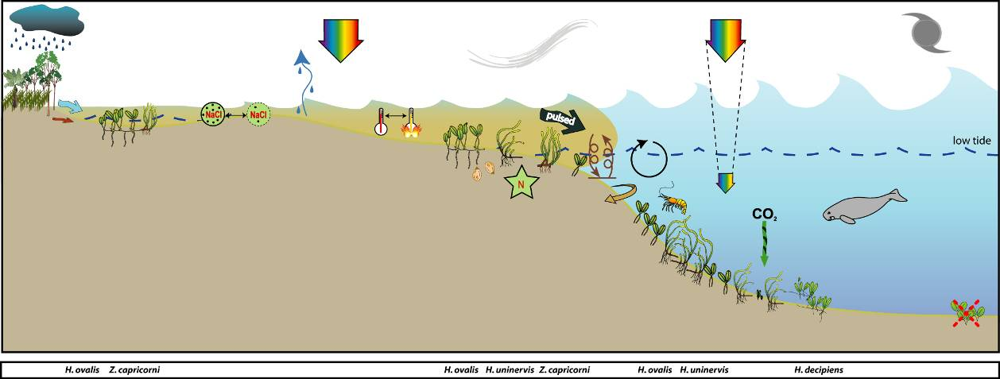 NaCl NaCl
pulsed
low tide
N
CO₂
H. ovalis Z. capricorni H. ovalis H. uninervis Z. capricorni H. ovalis H. uninervis H. decipiens